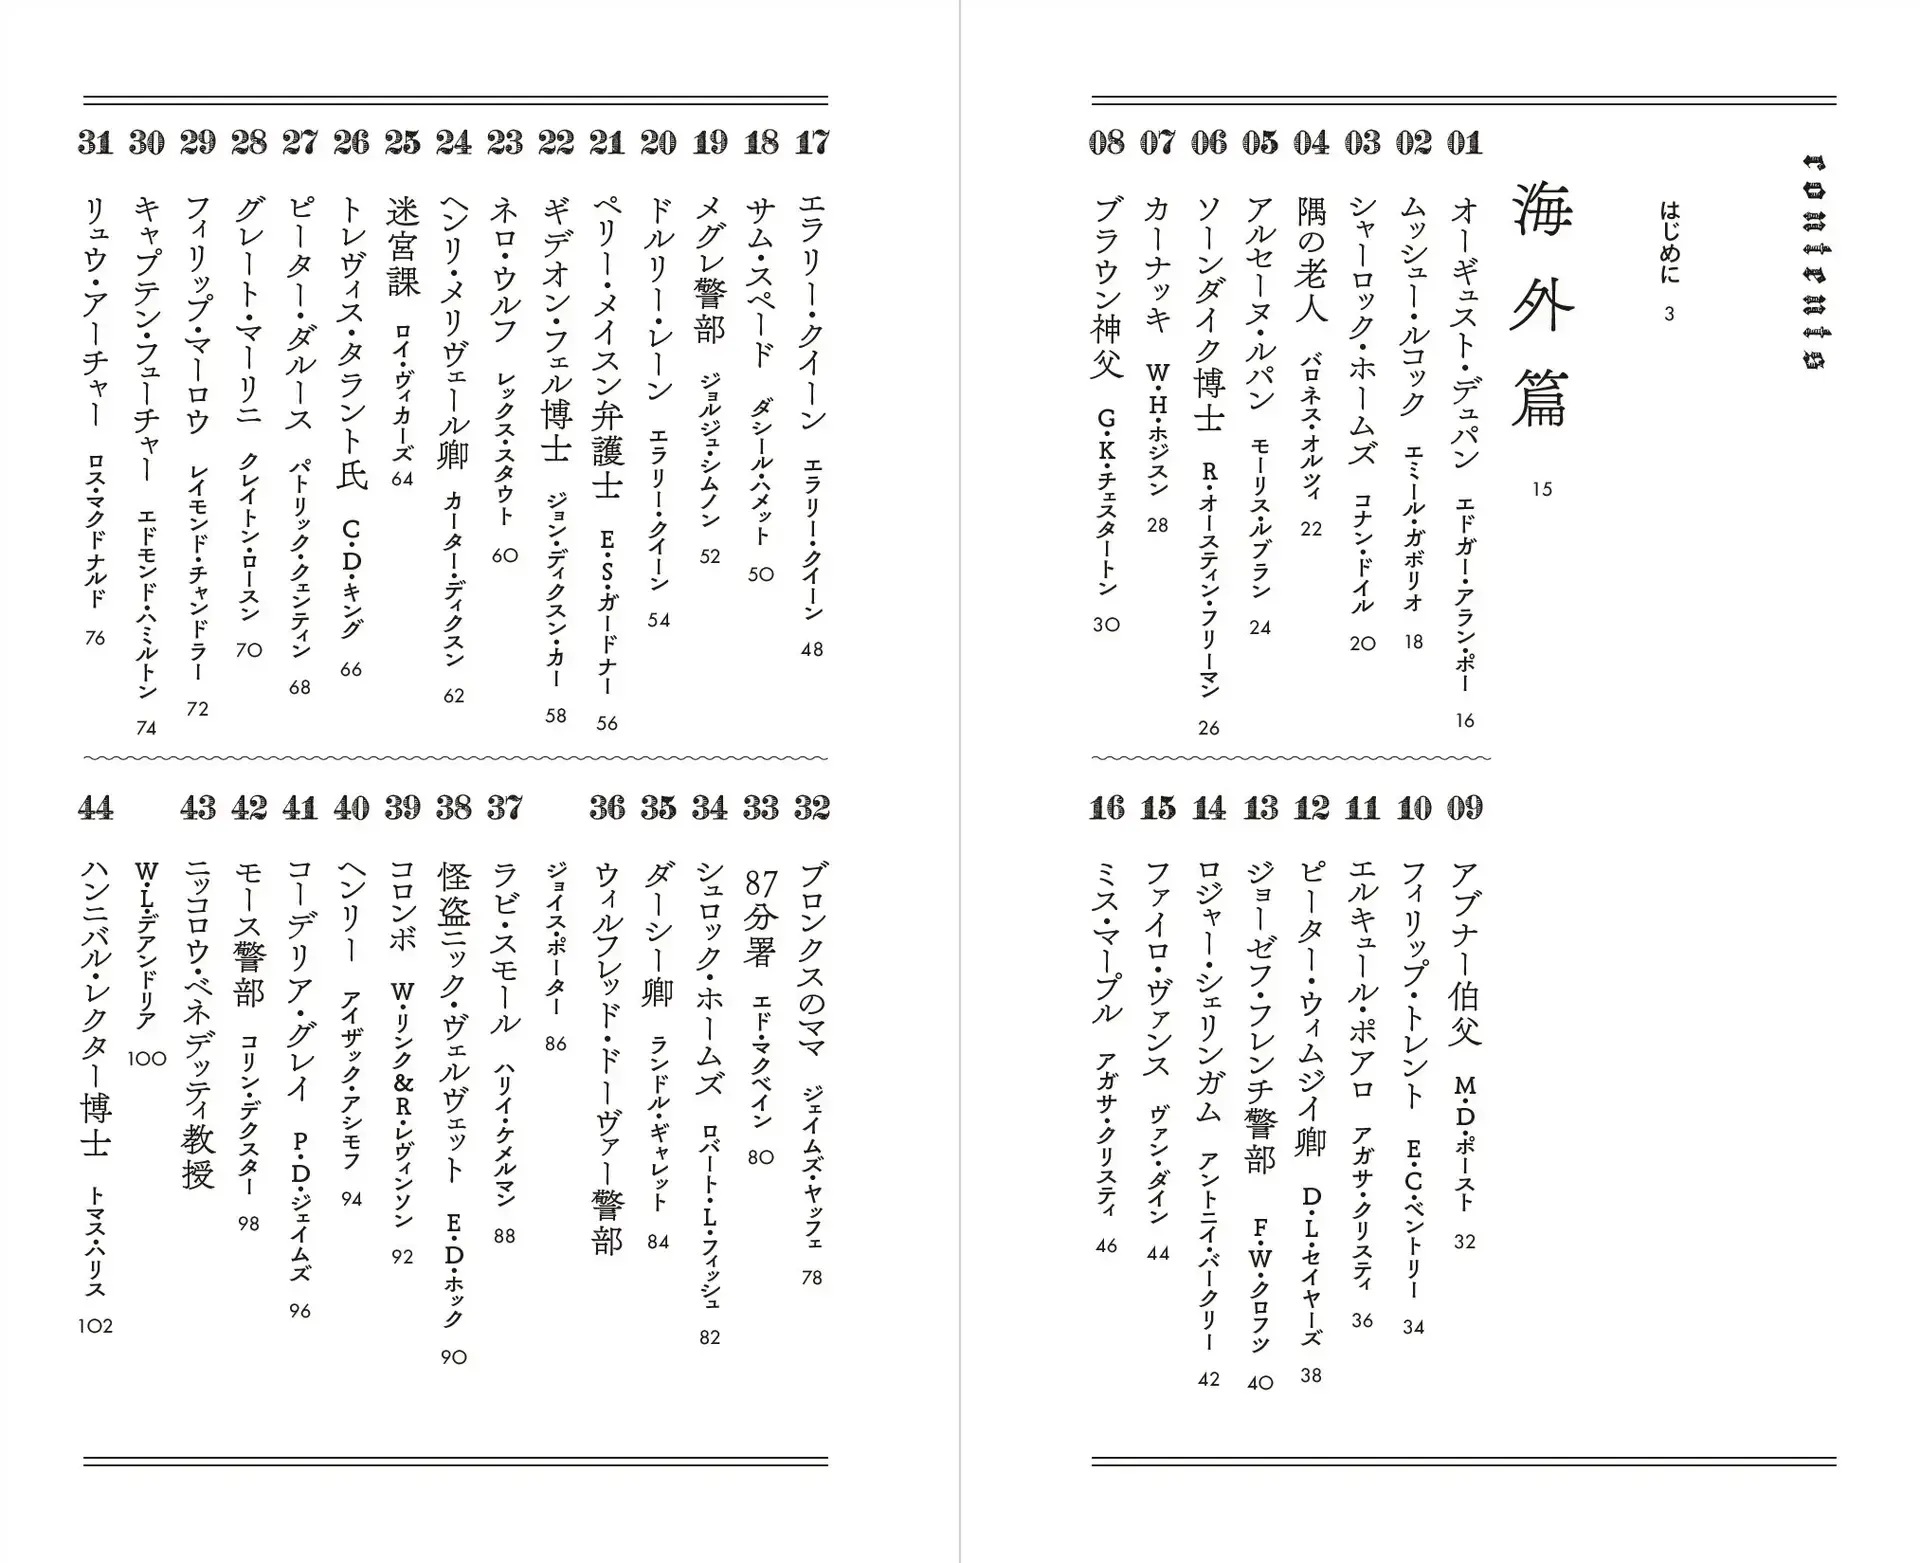 contents
はじめに 3
海外篇 15
01 オーギュスト・デュパン エドガー・アラン・ポー 16
02 ムッシュー・ルコック エミール・ガボリオ 18
03 シャーロック・ホームズ コナン・ドイル 20
04 隅の老人 バロネス・オルツィ 22
05 アルセーヌ・ルパン モーリス・ルブラン 24
06 ソーンダイク博士 R・オースティン・フリーマン 26
07 カーナッキ W・H・ホジスン 28
08 ブラウン神父 G・K・チェスタートン 30
09 アブナー伯父 M・D・ポースト 32
10 フィリップ・トレント E・C・ベントリー 34
11 エルキュール・ポアロ アガサ・クリスティ 36
12 ピーター・ウィムジイ卿 D・L・セイヤーズ 38
13 ジョーゼフ・フレンチ警部 F・W・クロフツ 40
14 ロジャー・シェリンガム アントニイ・バークリー 42
15 ファイロ・ヴァンス ヴァン・ダイン 44
16 ミス・マープル アガサ・クリスティ 46
17 エラリー・クイーン エラリー・クイーン 48
18 サム・スペード ダシール・ハメット 50
19 メグレ警部 ジョルジュ・シムノン 52
20 ドルリー・レーン エラリー・クイーン 54
21 ペリー・メイスン弁護士 E・S・ガードナー 56
22 ギデオン・フェル博士 ジョン・ディクスン・カー 58
23 ネロ・ウルフ レックス・スタウト 60
24 ヘンリ・メリヴェール卿 カーター・ディクスン 62
25 迷宮課 ロイ・ヴィカーズ 64
26 トレヴィス・タラント氏 C・D・キング 66
27 ピーター・ダルース パトリック・クェンティン 68
28 グレート・マーリニ クレイトン・ロースン 70
29 フィリップ・マーロウ レイモンド・チャンドラー 72
30 キャプテン・フューチャー エドモンド・ハミルトン 74
31 リュウ・アーチャー ロス・マクドナルド 76
32 ブロンクスのママ ジェイムズ・ヤッフェ 78
33 87分署 エド・マクベイン 80
34 シュロック・ホームズ ロバート・L・フィッシュ 82
35 ダーシー卿 ランドル・ギャレット 84
36 ウィルフレッド・ドーヴァー警部
ジョイス・ポーター 86
37 ラビ・スモール ハリイ・ケメルマン 88
38 怪盗ニック・ヴェルヴェット E・D・ホック 90
39 コロンボ W・リンク&R・レヴィンソン 92
40 ヘンリー アイザック・アシモフ 94
41 コーデリア・グレイ P・D・ジェイムズ 96
42 モース警部 コリン・デクスター 98
43 ニッコロウ・ベネデッティ教授
W・L・デアンドリア 100
44 ハンニバル・レクター博士 トマス・ハリス 102